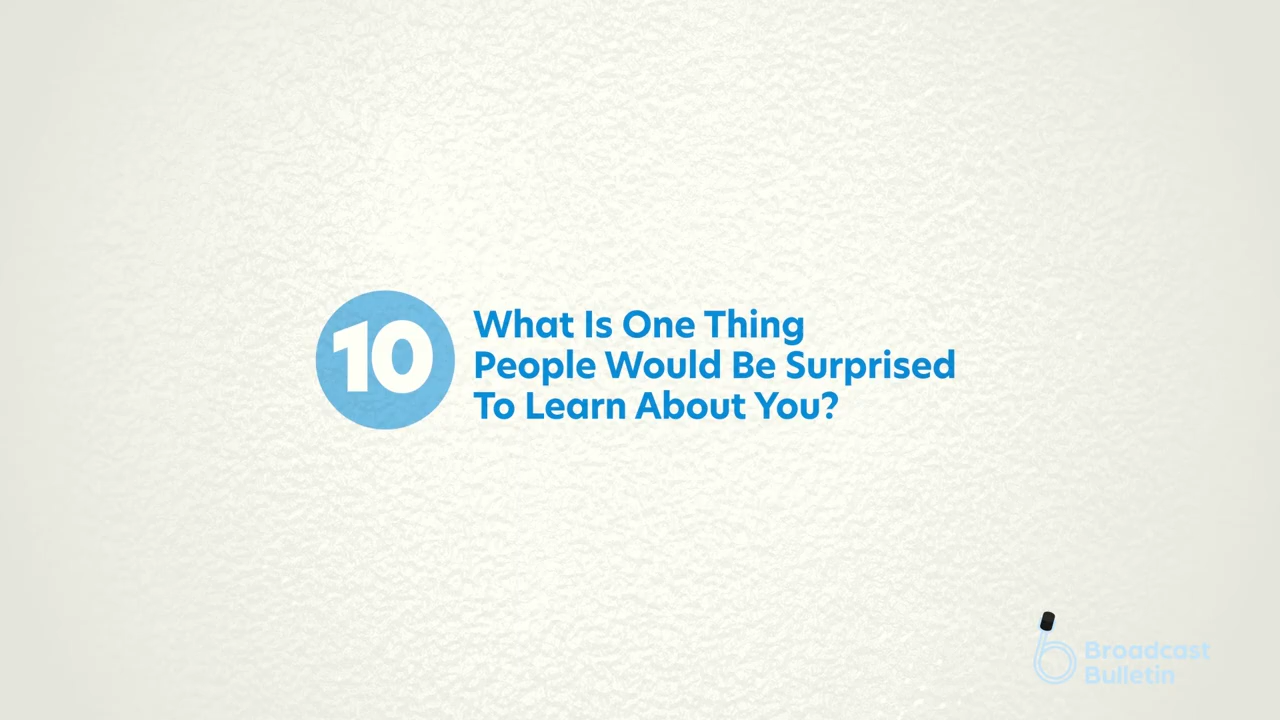 10
What Is One Thing
People Would Be Surprised
To Learn About You?
Broadcast
Bulletin